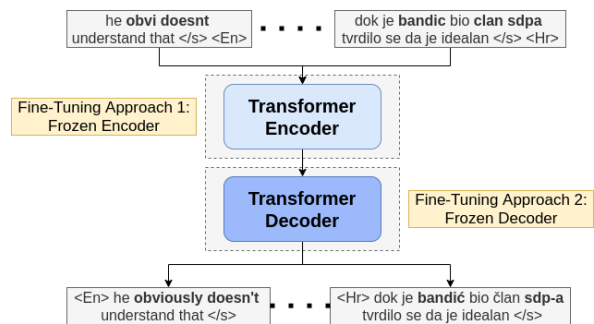 he obvi doesnt
understand that </s> <En>
dok je bandic bio clan sdpa
tvrdilo se da je idealan </s> <Hr>
Fine-Tuning Approach 1:
Frozen Encoder
Transformer
Encoder
Transformer
Decoder
Fine-Tuning Approach 2:
Frozen Decoder
<En> he obviously doesn't
understand that </s>
<Hr> dok je bandić bio član sdp-a
tvrdilo se da je idealan </s>